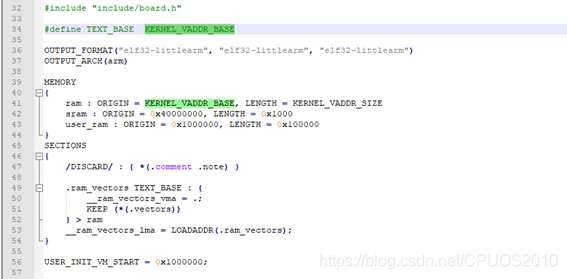 32 #include "include/board.h"
33
34 #define TEXT_BASE KERNEL_VADDR_BASE
35
36 OUTPUT_FORMAT("elf32-littlearm", "elf32-littlearm", "elf32-littlearm")
37 OUTPUT_ARCH(arm)
38
39 MEMORY
40 {
41 ram : ORIGIN = KERNEL_VADDR_BASE, LENGTH = KERNEL_VADDR_SIZE
42 sram : ORIGIN = 0x40000000, LENGTH = 0x1000
43 user_ram : ORIGIN = 0x1000000, LENGTH = 0x100000
44 }
45 SECTIONS
46 {
47 /DISCARD/ : { *(.comment .note) }
48
49 .ram_vectors TEXT_BASE : {
50 __ram_vectors_vma = .;
51 KEEP (*(.vectors))
52 } > ram
53 __ram_vectors_lma = LOADADDR(.ram_vectors);
54 }
55
56 USER_INIT_VM_START = 0x1000000;
57
https://blog.csdn.net/CPUOS2010